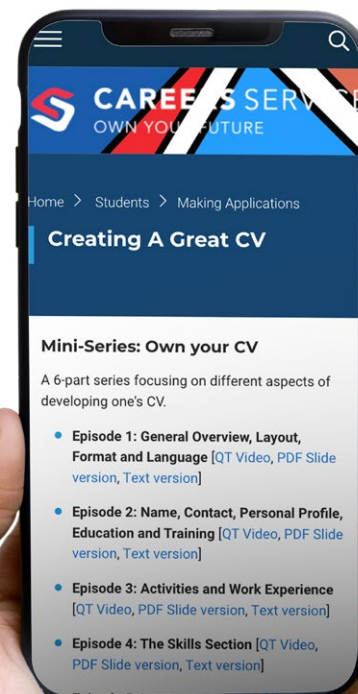 CAREERS SERVICE
OWN YOUR FUTURE
Home > Students > Making Applications
Creating A Great CV
Mini-Series: Own your CV
A 6-part series focusing on different aspects of
developing one's CV.
Episode 1: General Overview, Layout,
Format and Language [QT Video, PDF Slide
version, Text version]
Episode 2: Name, Contact, Personal Profile,
Education and Training [QT Video, PDF Slide
version, Text version]
Episode 3: Activities and Work Experience
[QT Video, PDF Slide version, Text version]
Episode 4: The Skills Section [QT Video,
PDF Slide version, Text version]